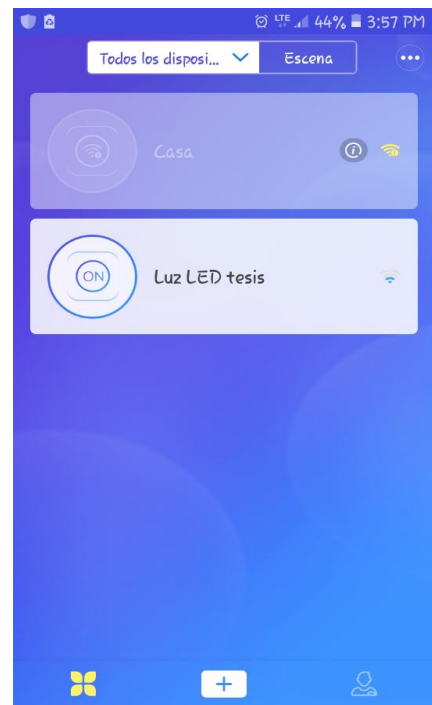 LTE 44% 3:57 PM
Todos los disposi... Escena
Casa
ON Luz LED tesis